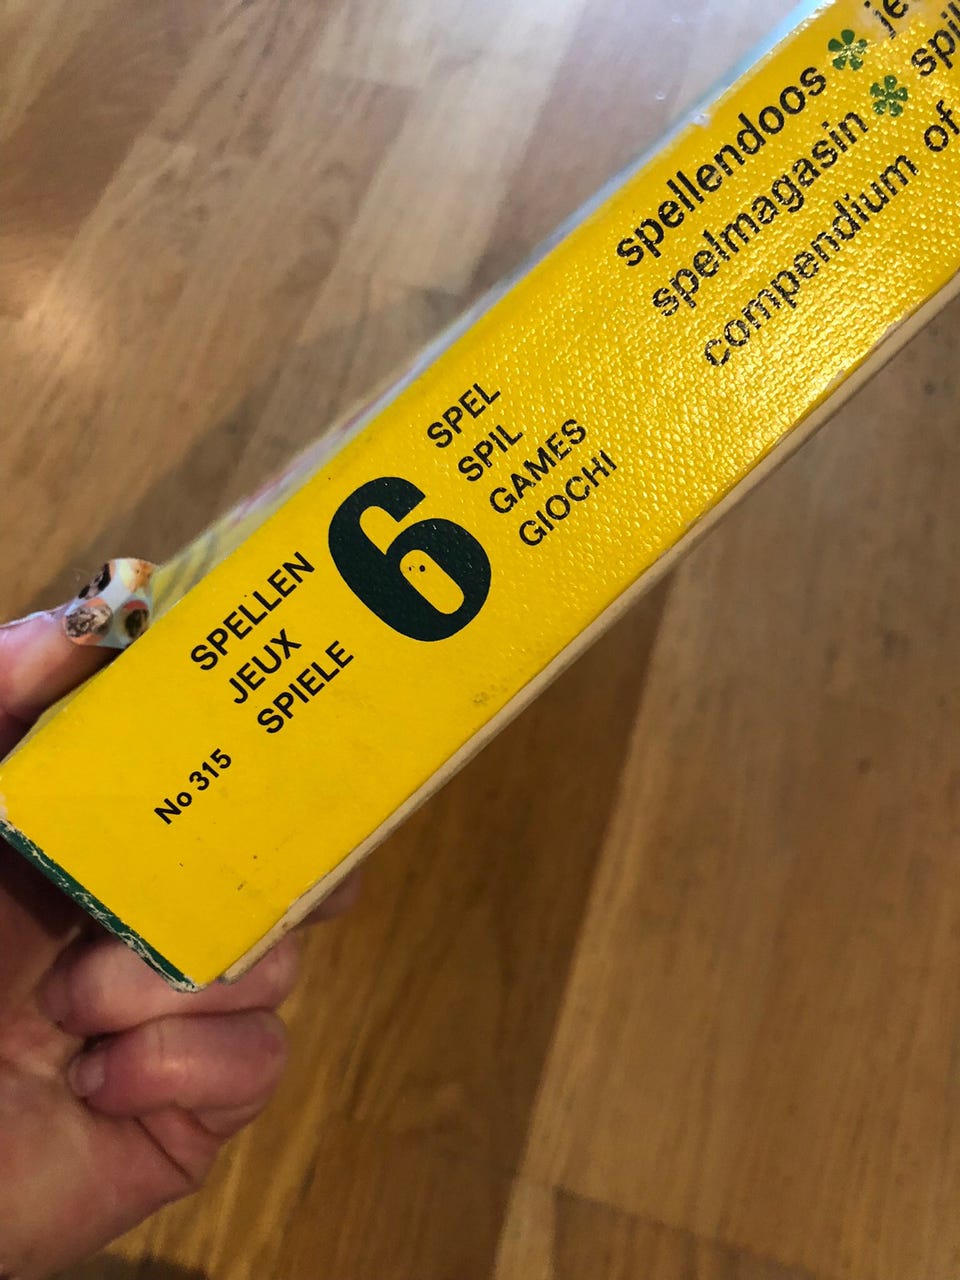 No 315
SPELLEN
JEUX
SPIELE
6
SPEL
SPIL
GAMES
GIOCHI
spellendoos
spelmagasin
compendium of